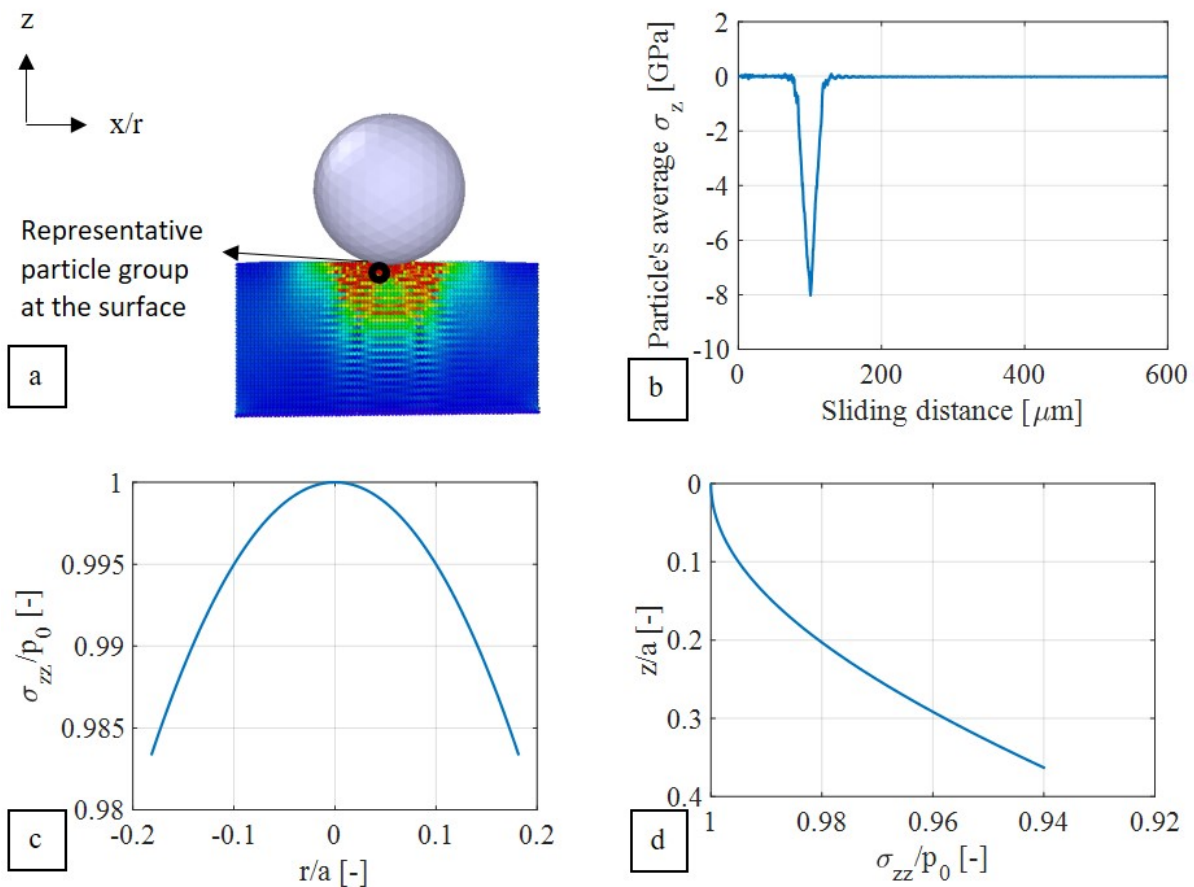 z
x/r
Representative
particle group
at the surface
a
2
0
-2
-4
-6
-8
-10
Particle's average σz [GPa]
0
200
400
600
Sliding distance [μm]
b
1
0.995
0.99
0.985
0.98
σzz/p0 [-]
-0.2
-0.1
0
0.1
0.2
r/a [-]
c
0
0.1
0.2
0.3
0.4
z/a [-]
1
0.98
0.96
0.94
0.92
σzz/p0 [-]
d